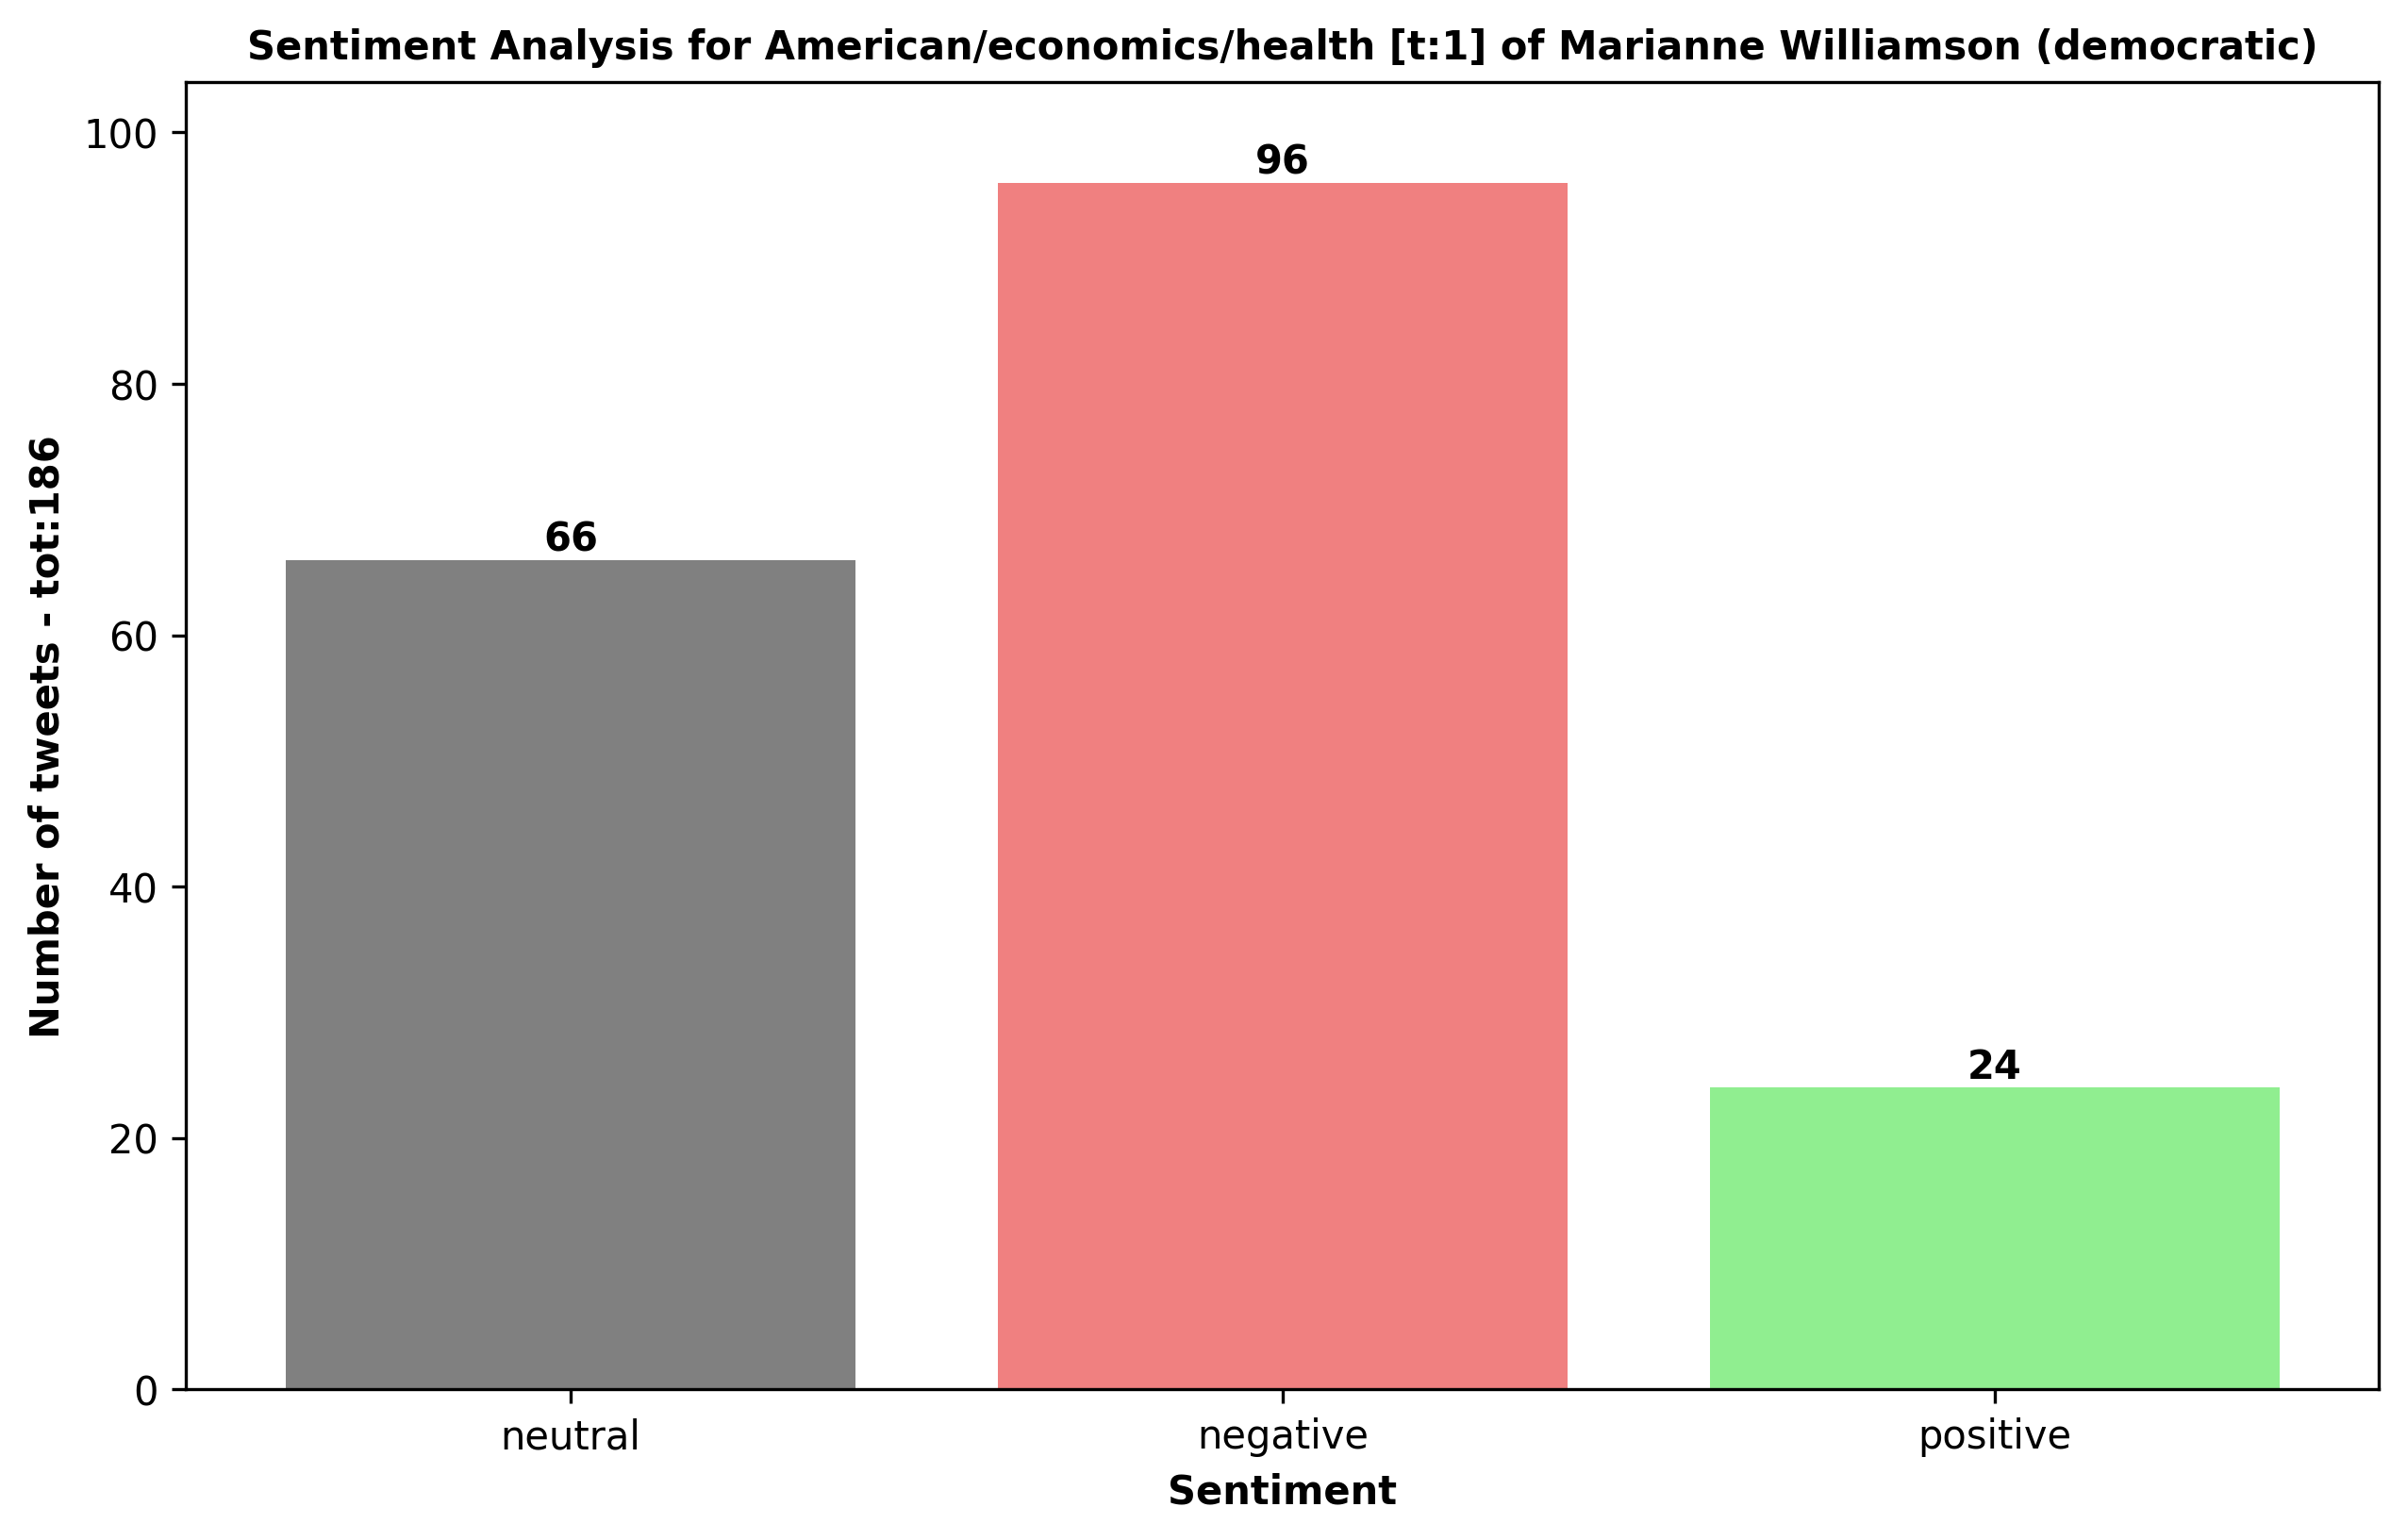 Sentiment Analysis for American/economics/health [t:1] of Marianne Williamson (democratic)
Number of tweets - tot:186
100
80
60
40
20
0
66
96
24
neutral
negative
positive
Sentiment